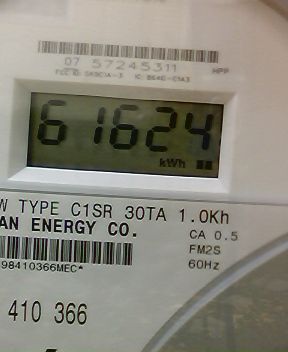 07 57245311
HPP
61624
kWh
W TYPE C1SR 30TA 1.0Kh
AN ENERGY CO.
CA 0.5
FM2S
60Hz
98410366MEC*
410 366